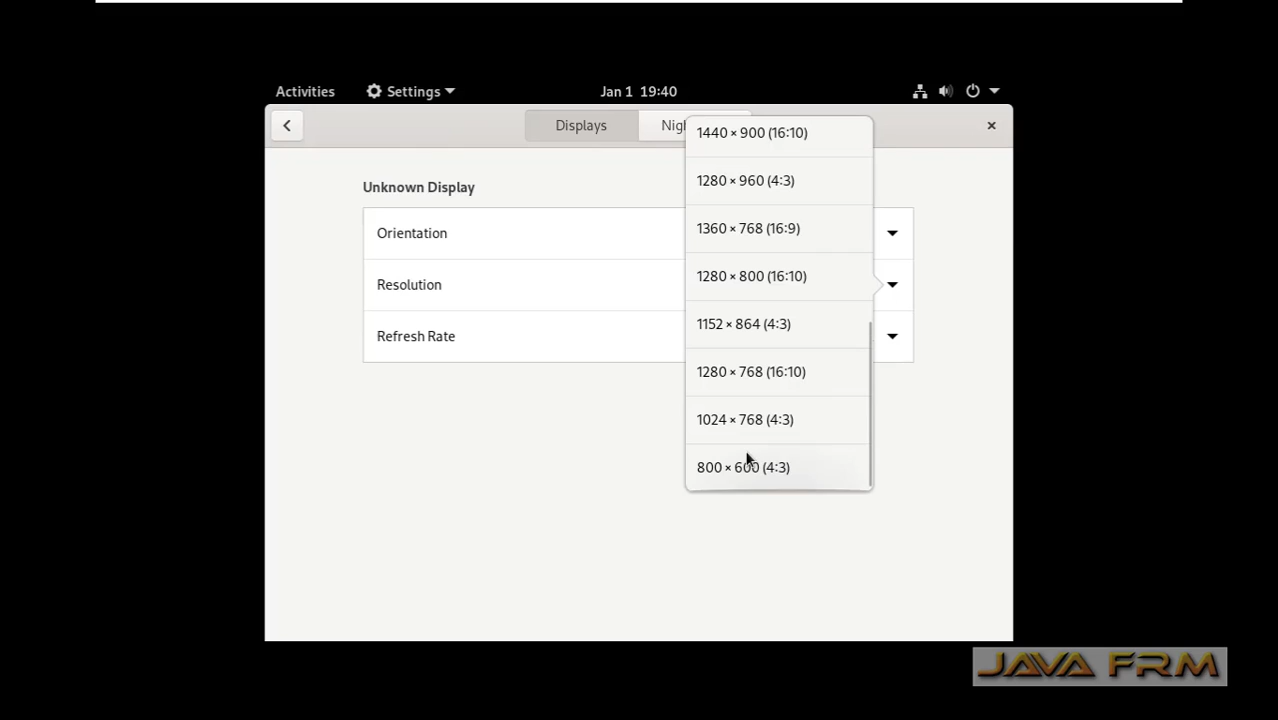 Activities Settings Jan 1 19:40
Displays Nig
Unknown Display
Orientation
Resolution
Refresh Rate
1440 × 900 (16:10)
1280 × 960 (4:3)
1360 × 768 (16:9)
1280 × 800 (16:10)
1152 × 864 (4:3)
1280 × 768 (16:10)
1024 × 768 (4:3)
800 × 600 (4:3)
JAVA FRM